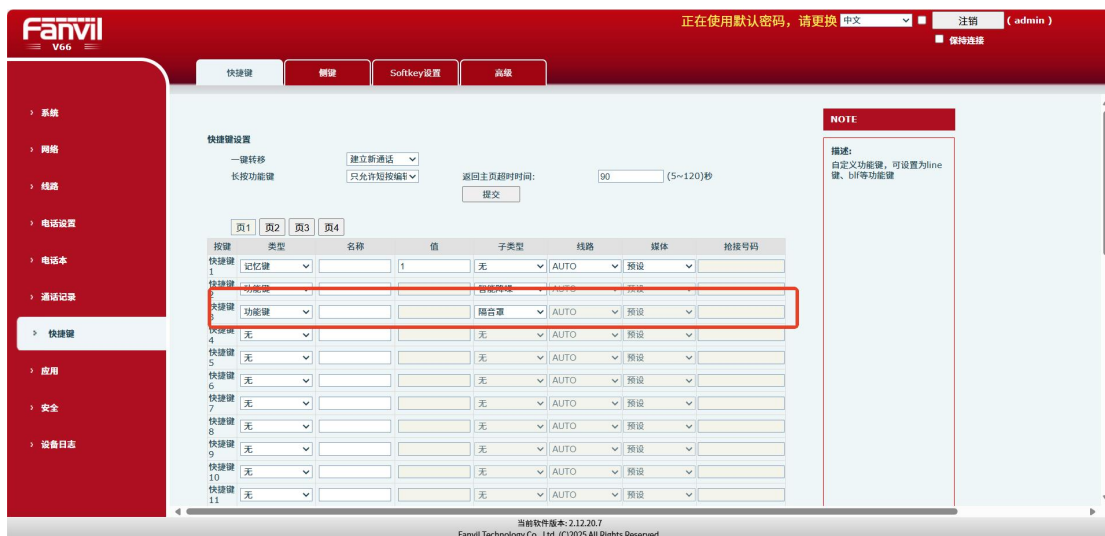 Fanvil
V66
正在使用默认密码，请更换 中文 注销 ( admin )
保持连接
快捷键 侧键 Softkey设置 高级
系统
网络
线路
电话设置
电话本
通话记录
快捷键
应用
安全
设备日志
快捷键设置
一键转移 建立新通话
长按功能键 只允许短按编辑 返回主页超时时间: 90 (5~120)秒
提交
页1 页2 页3 页4
按键 类型 名称 值 子类型 线路 媒体 抢接号码
快捷键1 记忆键 1 无 AUTO 预设
快捷键2 功能键 智能降噪 AUTO 预设
快捷键3 功能键 隔音罩 AUTO 预设
快捷键4 无 无 AUTO 预设
快捷键5 无 无 AUTO 预设
快捷键6 无 无 AUTO 预设
快捷键7 无 无 AUTO 预设
快捷键8 无 无 AUTO 预设
快捷键9 无 无 AUTO 预设
快捷键10 无 无 AUTO 预设
快捷键11 无 无 AUTO 预设
NOTE
描述:
自定义功能键，可设置为line
键、blf等功能键
当前软件版本: 2.12.20.7
Fanvil Technology Co., Ltd. (C)2025 All Rights Reserved.